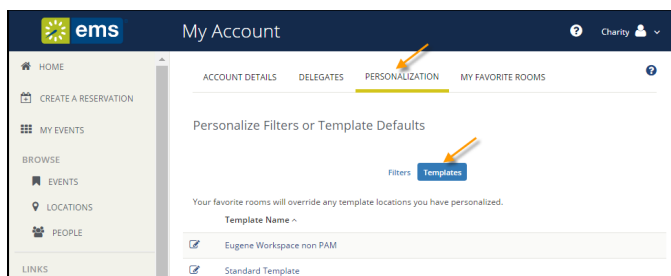 ems
My Account
Charity
HOME
CREATE A RESERVATION
MY EVENTS
BROWSE
EVENTS
LOCATIONS
PEOPLE
LINKS
ACCOUNT DETAILS DELEGATES PERSONALIZATION MY FAVORITE ROOMS
Personalize Filters or Template Defaults
Filters Templates
Your favorite rooms will override any template locations you have personalized.
Template Name
Eugene Workspace non PAM
Standard Template